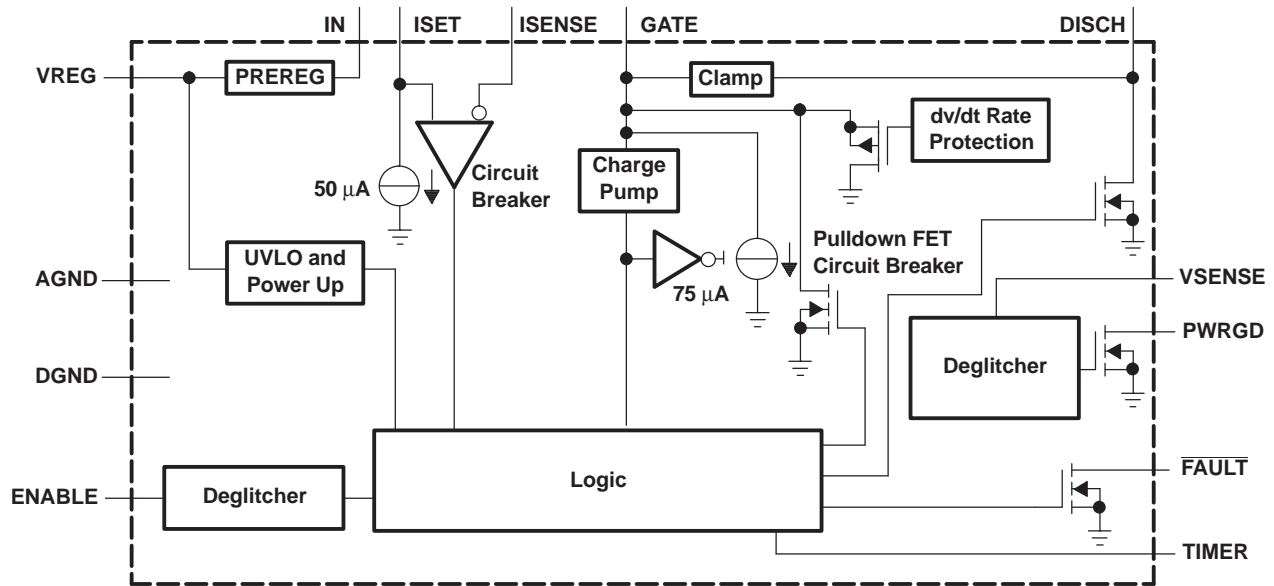 IN
ISET
ISENSE
GATE
DISCH
VREG
PREREG
Clamp
dv/dt Rate
Protection
Circuit
Breaker
50 μA
Charge
Pump
UVLO and
Power Up
Pulldown FET
Circuit Breaker
75 μA
AGND
VSENSE
PWRGD
Deglitcher
DGND
Logic
FAULT
ENABLE
Deglitcher
TIMER